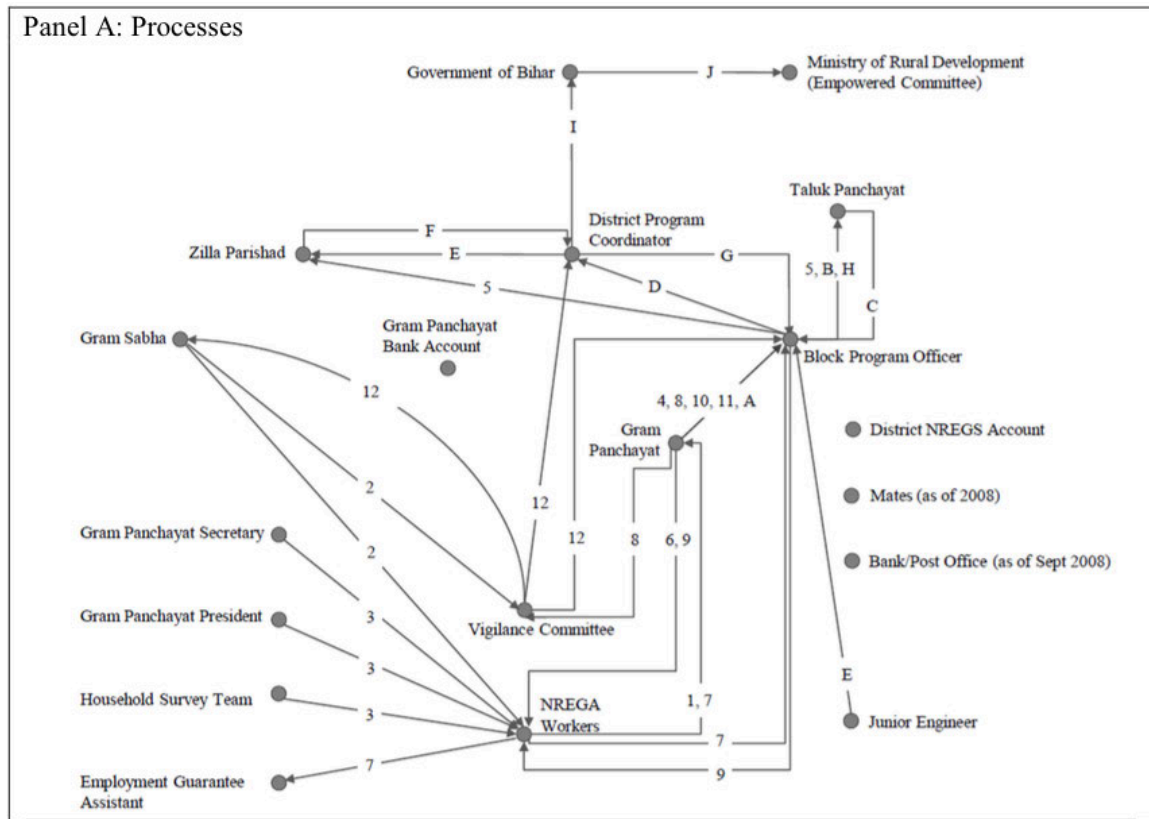 Panel A: Processes
Government of Bihar
J
Ministry of Rural Development
(Empowered Committee)
I
Taluk Panchayat
F
District Program
Coordinator
Zilla Parishad
E
G
5, B, H
D
5
C
Gram Sabha
Gram Panchayat
Bank Account
Block Program Officer
12
4, 8, 10, 11, A
Gram
Panchayat
District NREGS Account
2
12
Mates (as of 2008)
Gram Panchayat Secretary
2
12
8
6, 9
Bank/Post Office (as of Sept 2008)
3
Gram Panchayat President
Vigilance Committee
3
E
Household Survey Team
3
NREGA
Workers
1, 7
Junior Engineer
7
7
9
Employment Guarantee
Assistant